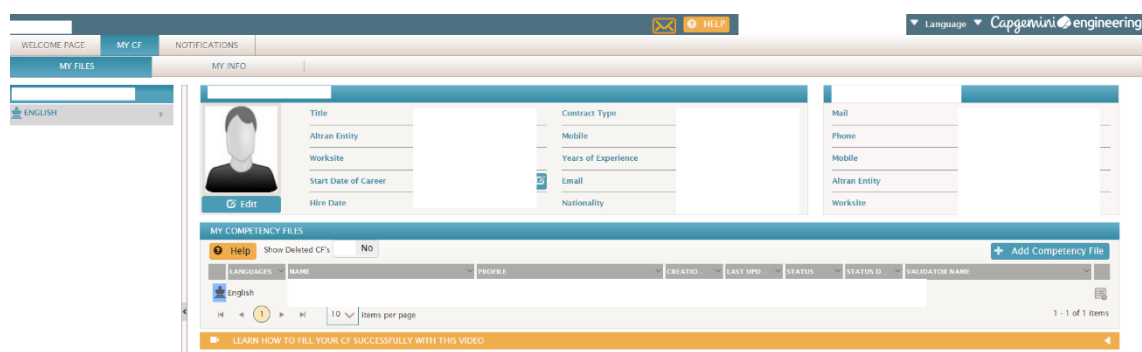 HELP
Language Capgemini engineering
WELCOME PAGE MY CF NOTIFICATIONS
MY FILES MY INFO
ENGLISH
Title Contract Type Mail
Altran Entity Mobile Phone
Worksite Years of Experience Mobile
Start Date of Career Email Altran Entity
Edit Hire Date Nationality Worksite
MY COMPETENCY FILES
Help Show Deleted CF's No + Add Competency File
LANGUAGES NAME PROFILE CREATIO... LAST UPD... STATUS STATUS D... VALIDATOR NAME
English
1 10 items per page 1 - 1 of 1 items
LEARN HOW TO FILL YOUR CF SUCCESSFULLY WITH THIS VIDEO